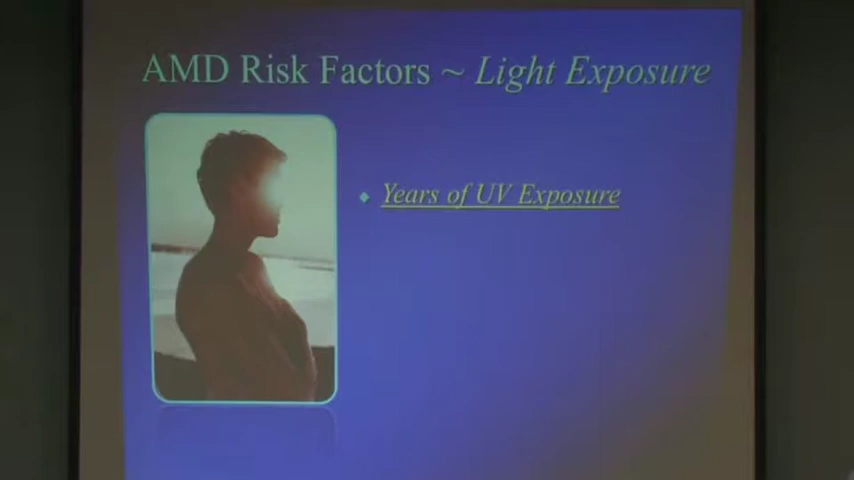 AMD Risk Factors ~ Light Exposure
Years of UV Exposure